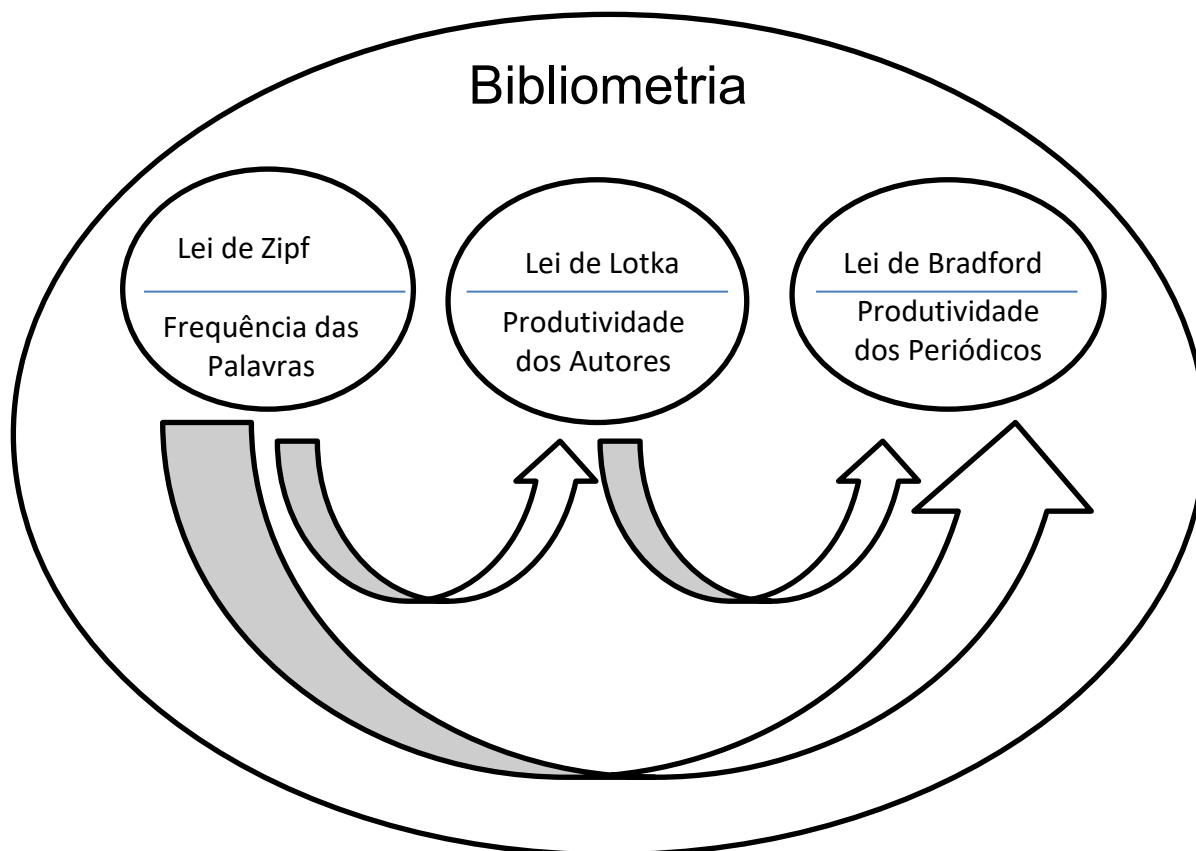 Bibliometria
Lei de Zipf
Frequência das
Palavras
Lei de Lotka
Produtividade
dos Autores
Lei de Bradford
Produtividade
dos Periódicos